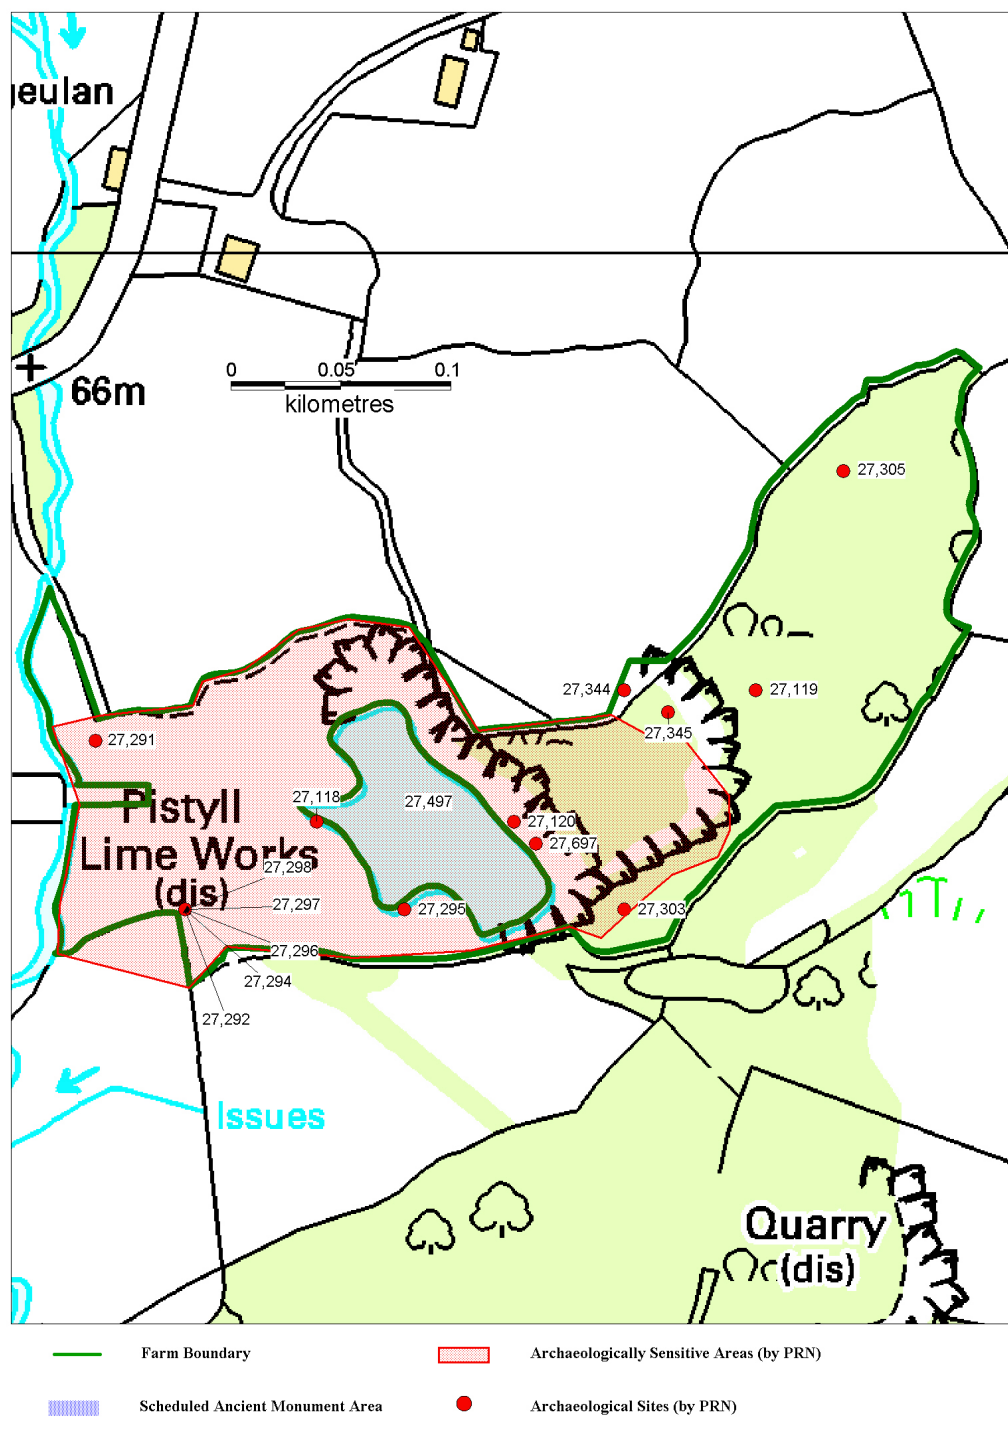 geulan
66m
0 0.05 0.1
kilometres
27,305
27,344
27,119
27,345
27,291
27,118
27,497
Pistyll
27,120
Lime Works
27,697
27,298
(dis)
27,297
27,295
27,303
27,296
27,294
27,292
Issues
Quarry
(dis)
Farm Boundary
Archaeologically Sensitive Areas (by PRN)
Scheduled Ancient Monument Area
Archaeological Sites (by PRN)